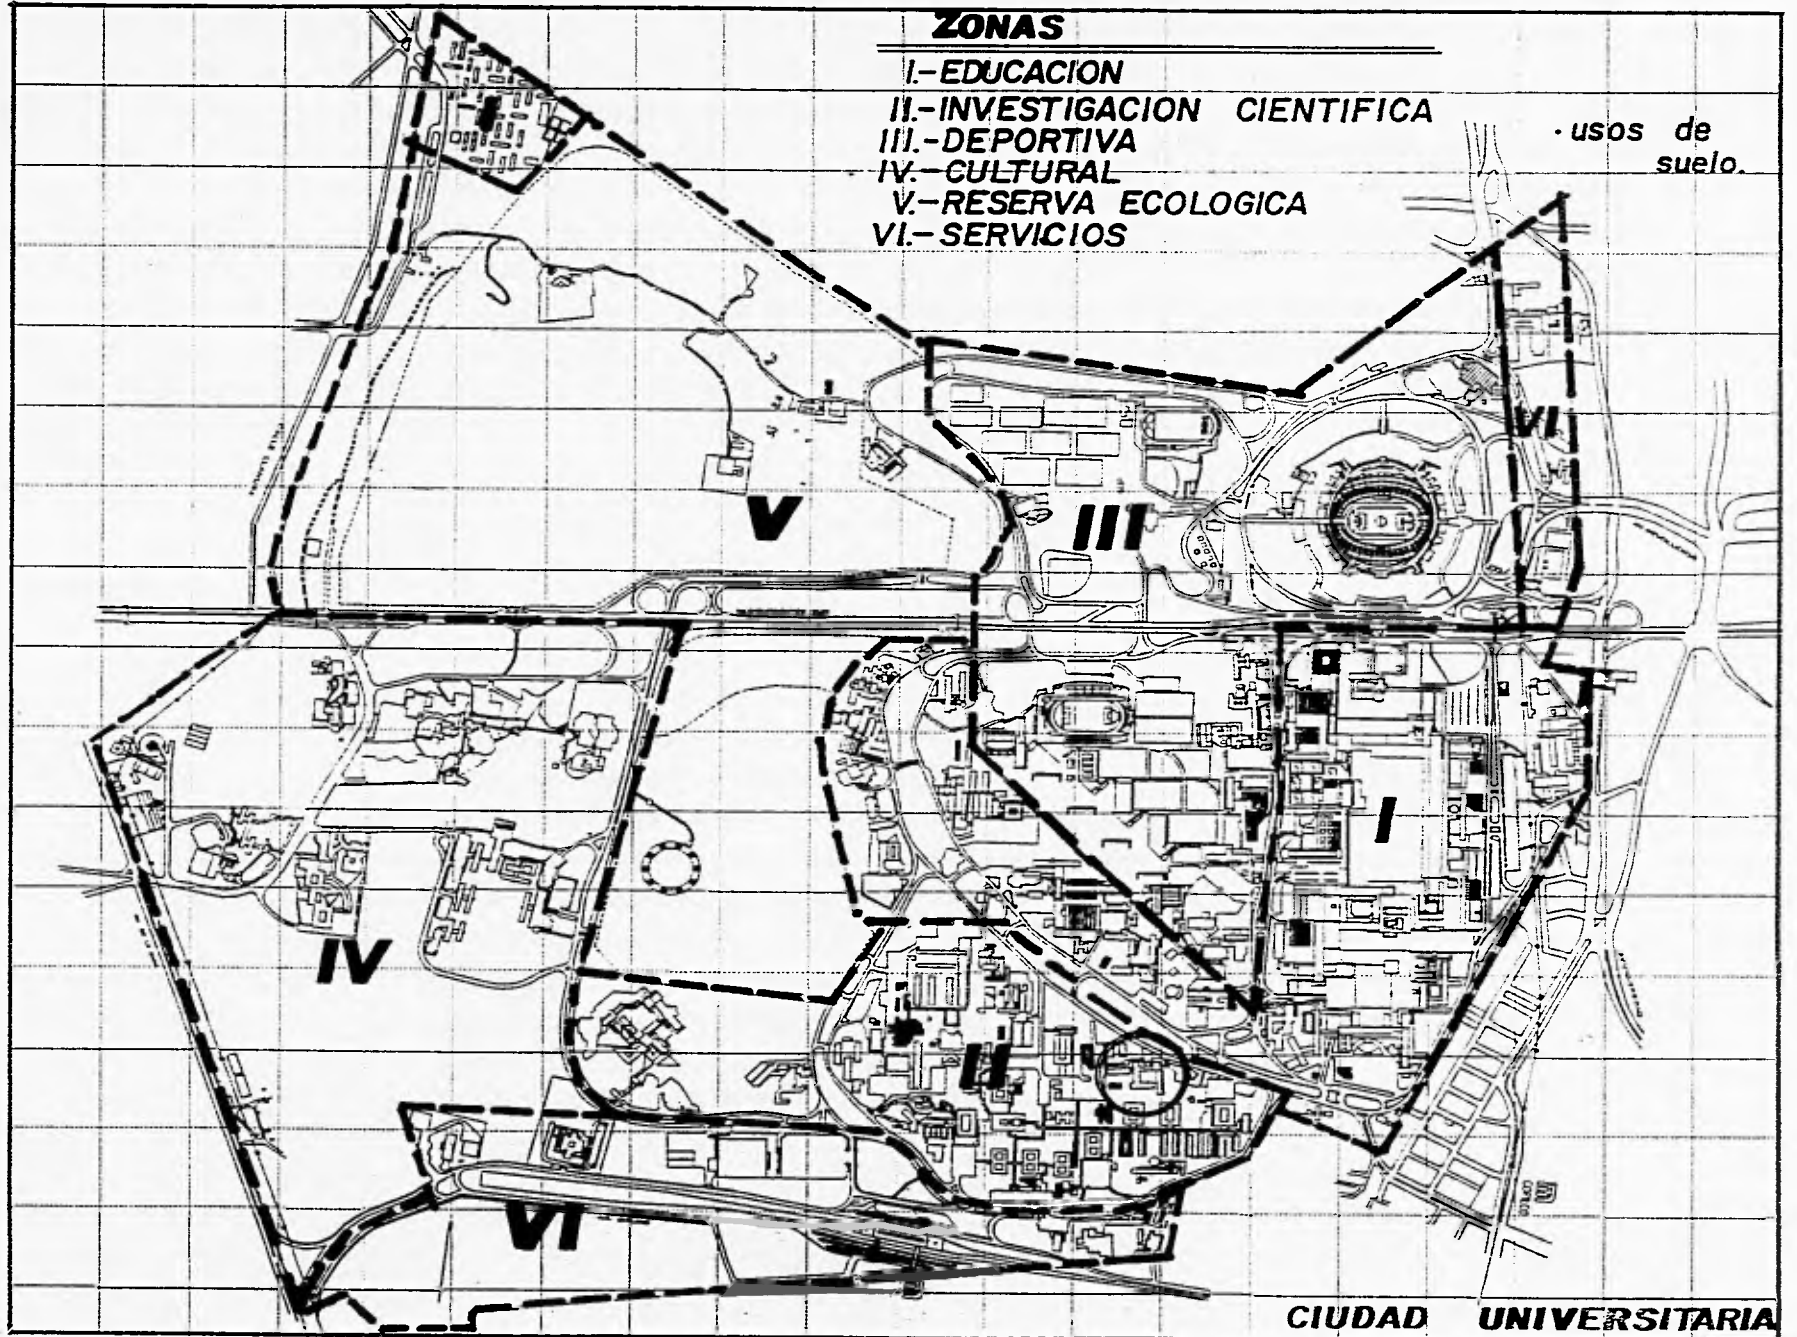 ZONAS
I.-EDUCACION
II.-INVESTIGACION CIENTIFICA
III.-DEPORTIVA
IV.-CULTURAL
V.-RESERVA ECOLOGICA
VI.-SERVICIOS
·usos de
suelo.
VI
V
III
I
IV
II
VI
CIUDAD UNIVERSITARIA